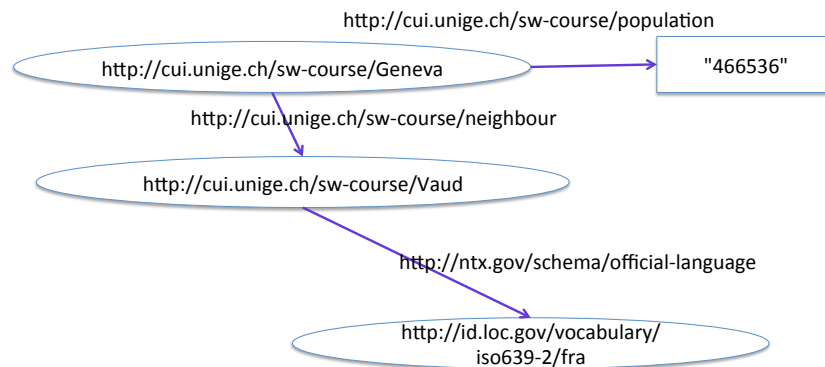 http://cui.unige.ch/sw-course/population
http://cui.unige.ch/sw-course/Geneva
"466536"
http://cui.unige.ch/sw-course/neighbour
http://cui.unige.ch/sw-course/Vaud
http://ntx.gov/schema/official-language
http://id.loc.gov/vocabulary/
iso639-2/fra